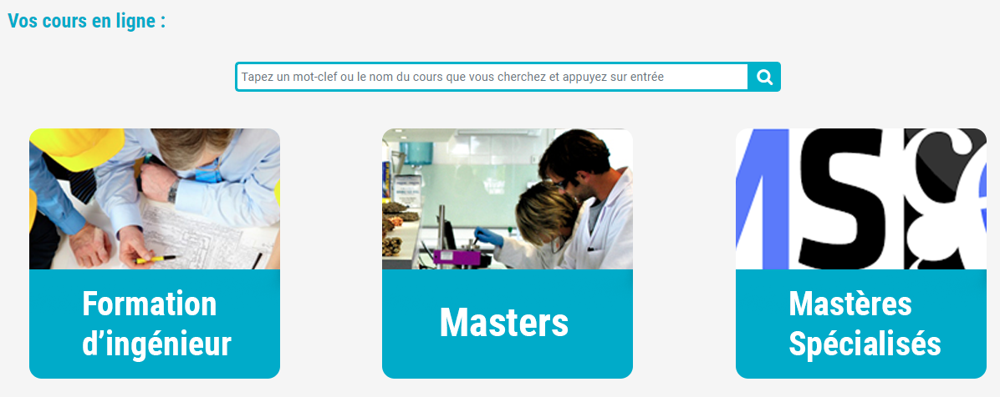 Vos cours en ligne :
Tapez un mot-clef ou le nom du cours que vous cherchez et appuyez sur entrée
Formation
d’ingénieur
Masters
MS
Mastères
Spécialisés